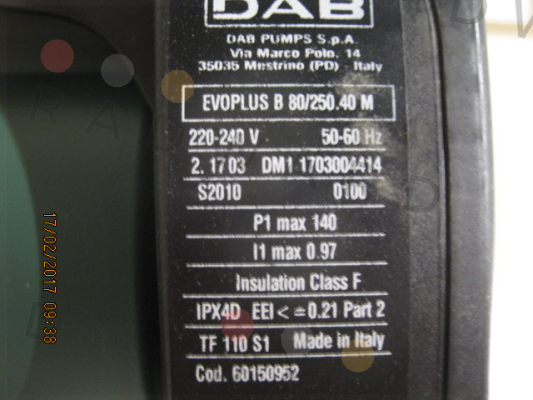 DAB
DAB PUMPS S.p.A.
Via Marco Polo, 14
35035 Mestrino (PD) - Italy
EVOPLUS B 80/250.40 M
220-240 V 50-60 Hz
2. 17 03 DM1 1703004414
S2010 0100
P1 max 140
I1 max 0.97
Insulation Class F
IPX4D EEI < =0.21 Part 2
TF 110 S1 Made in Italy
Cod. 60150952
17/02/2017 09:38